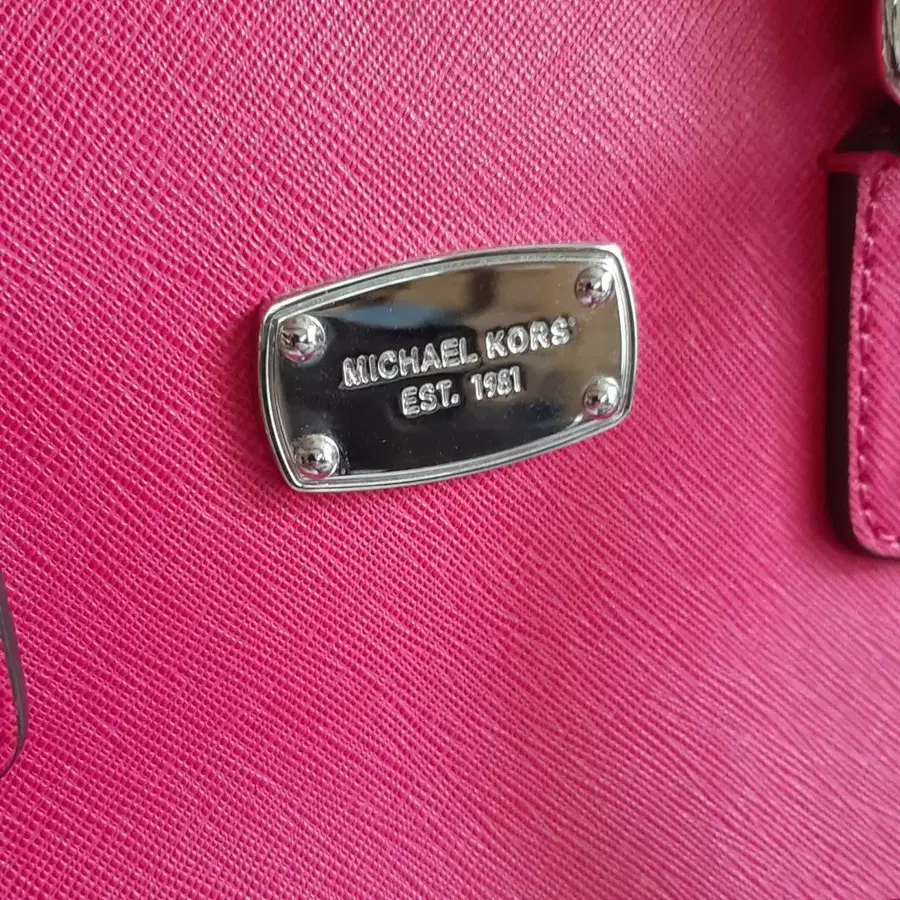 MICHAEL KORS
EST. 1981